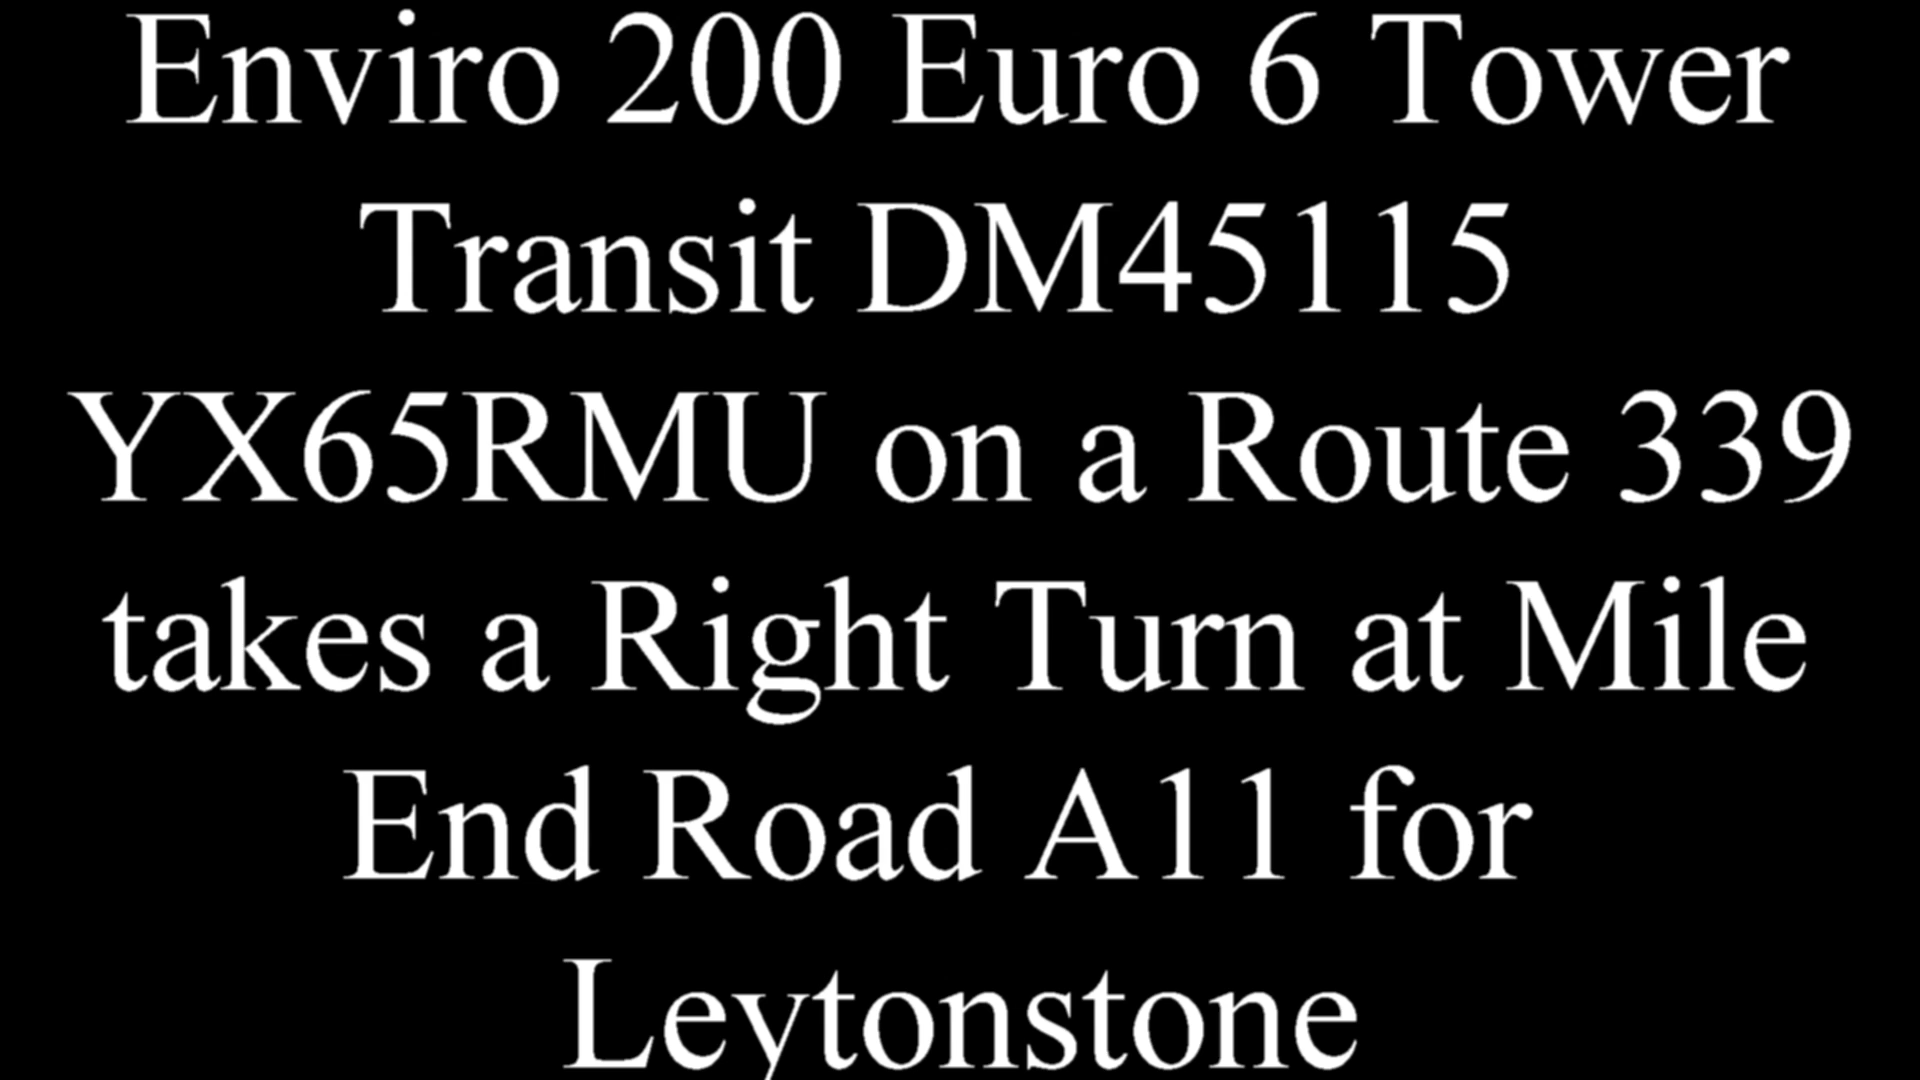 Enviro 200 Euro 6 Tower
Transit DM45115
YX65RMU on a Route 339
takes a Right Turn at Mile
End Road A11 for
Leytonstone